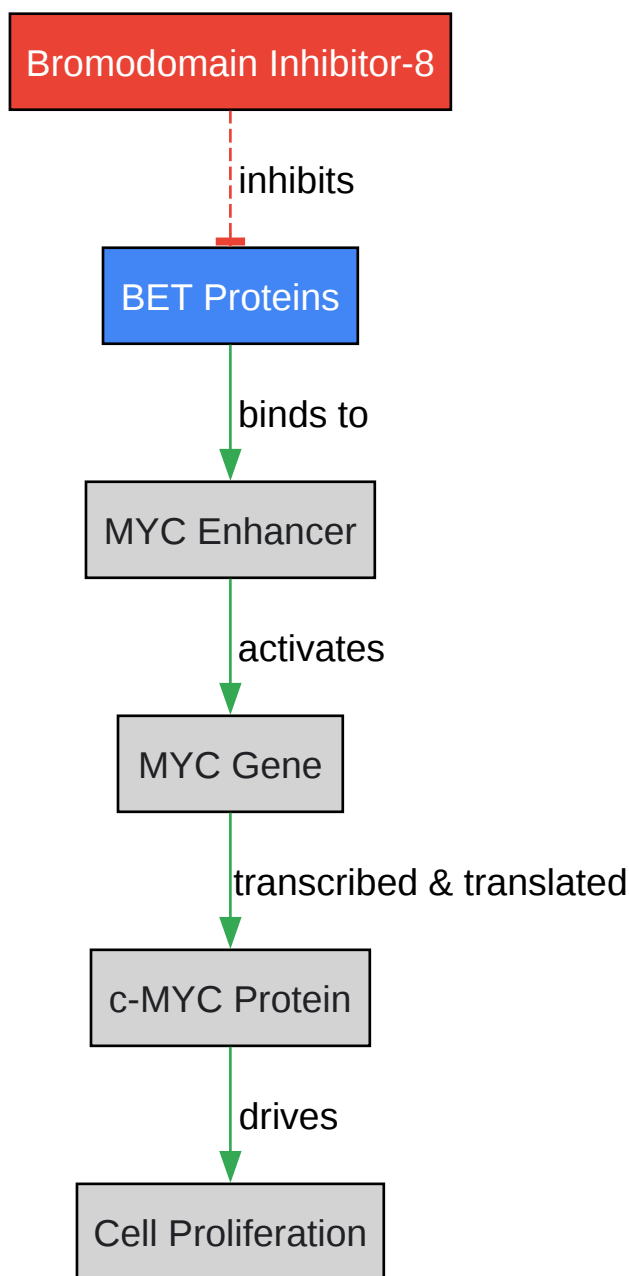 Bromodomain Inhibitor-8
inhibits
BET Proteins
binds to
MYC Enhancer
activates
MYC Gene
transcribed & translated
c-MYC Protein
drives
Cell Proliferation